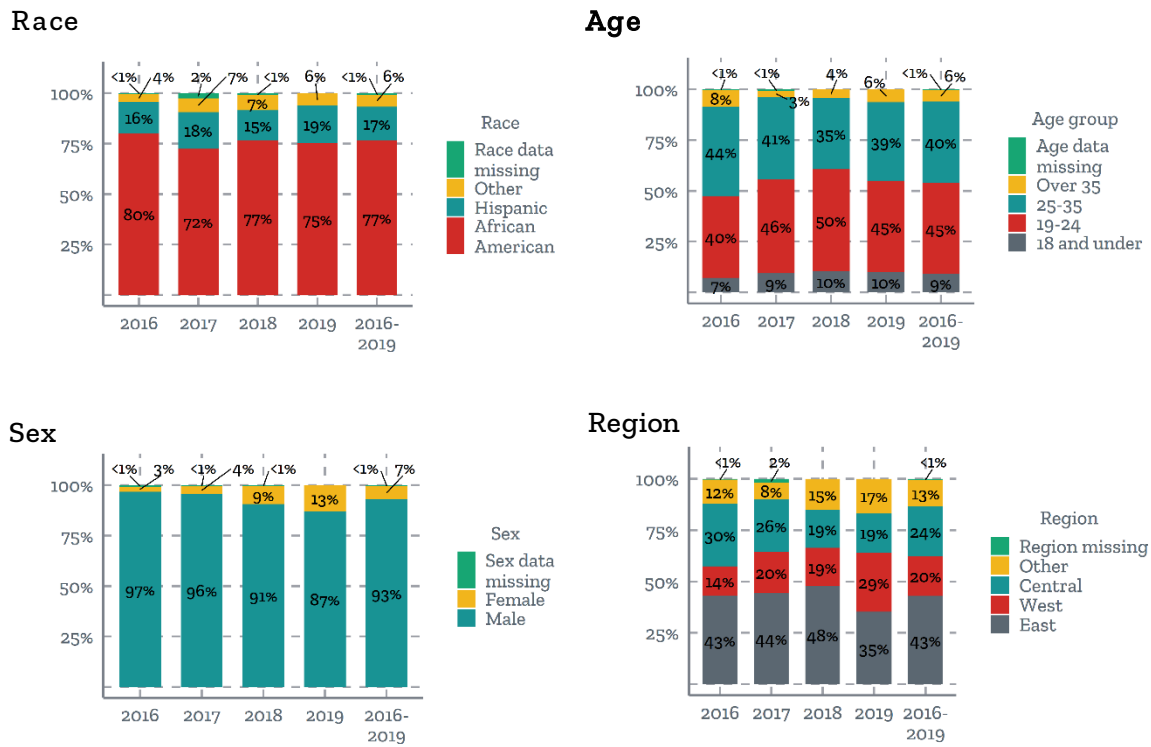 Race
<1% 4% 2% 7% <1% 6% <1% 6%
100%
75%
50%
25%
16% 18% 7% 15% 19% 17%
80% 72% 77% 75% 77%
2016 2017 2018 2019 2016-
2019
Race
Race data
missing
Other
Hispanic
African
American
Age
<1% <1% 4% 6% <1% 6%
100%
75%
50%
25%
8% 3%
44% 41% 35% 39% 40%
40% 46% 50% 45% 45%
7% 9% 10% 10% 9%
2016 2017 2018 2019 2016-
2019
Age group
Age data
missing
Over 35
25-35
19-24
18 and under
Sex
<1% 3% <1% 4% <1% <1% 7%
100%
75%
50%
25%
9% 13%
97% 96% 91% 87% 93%
2016 2017 2018 2019 2016-
2019
Sex
Sex data
missing
Female
Male
Region
<1% 2% <1%
100%
75%
50%
25%
12% 8% 15% 17% 13%
30% 26% 19% 19% 24%
14% 20% 19% 29% 20%
43% 44% 48% 35% 43%
2016 2017 2018 2019 2016-
2019
Region
Region missing
Other
Central
West
East